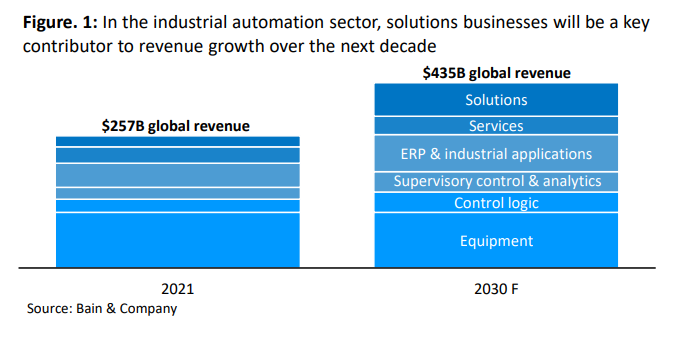 Figure. 1: In the industrial automation sector, solutions businesses will be a key
contributor to revenue growth over the next decade
$435B global revenue
Solutions
$257B global revenue
Services
ERP & industrial applications
Supervisory control & analytics
Control logic
Equipment
2021
2030 F
Source: Bain & Company